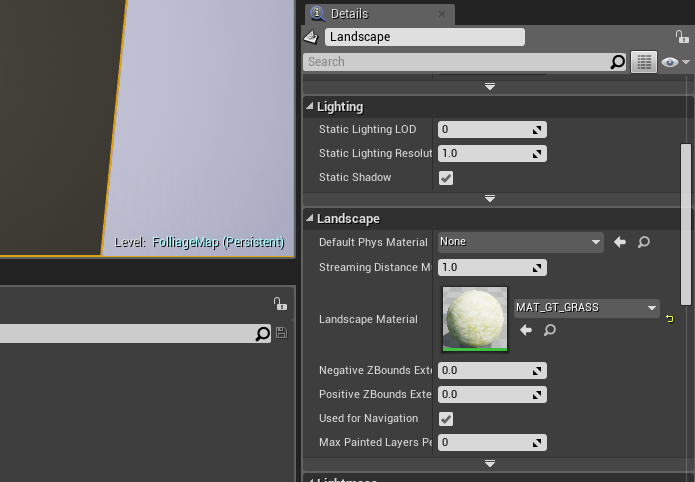 Details
Landscape
Search
Lighting
Static Lighting LOD 0
Static Lighting Resolut 1.0
Static Shadow
Level: FolliageMap (Persistent)
Landscape
Default Phys Material None
Streaming Distance M 1.0
Landscape Material MAT_GT_GRASS
Negative ZBounds Exte 0.0
Positive ZBounds Exte 0.0
Used for Navigation
Max Painted Layers Pe 0
Lightmass